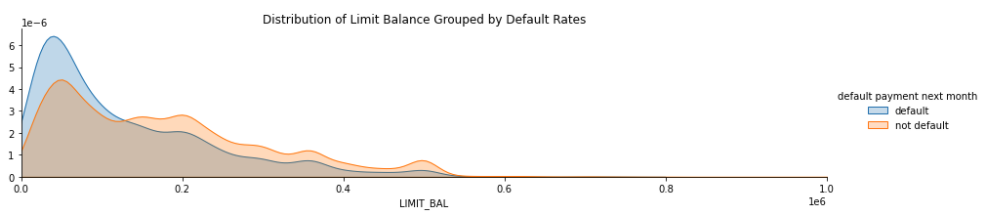 Distribution of Limit Balance Grouped by Default Rates
1e−6
6
5
4
3
2
1
0
0.0 0.2 0.4 0.6 0.8 1.0
1e6
LIMIT_BAL
default payment next month
default
not default